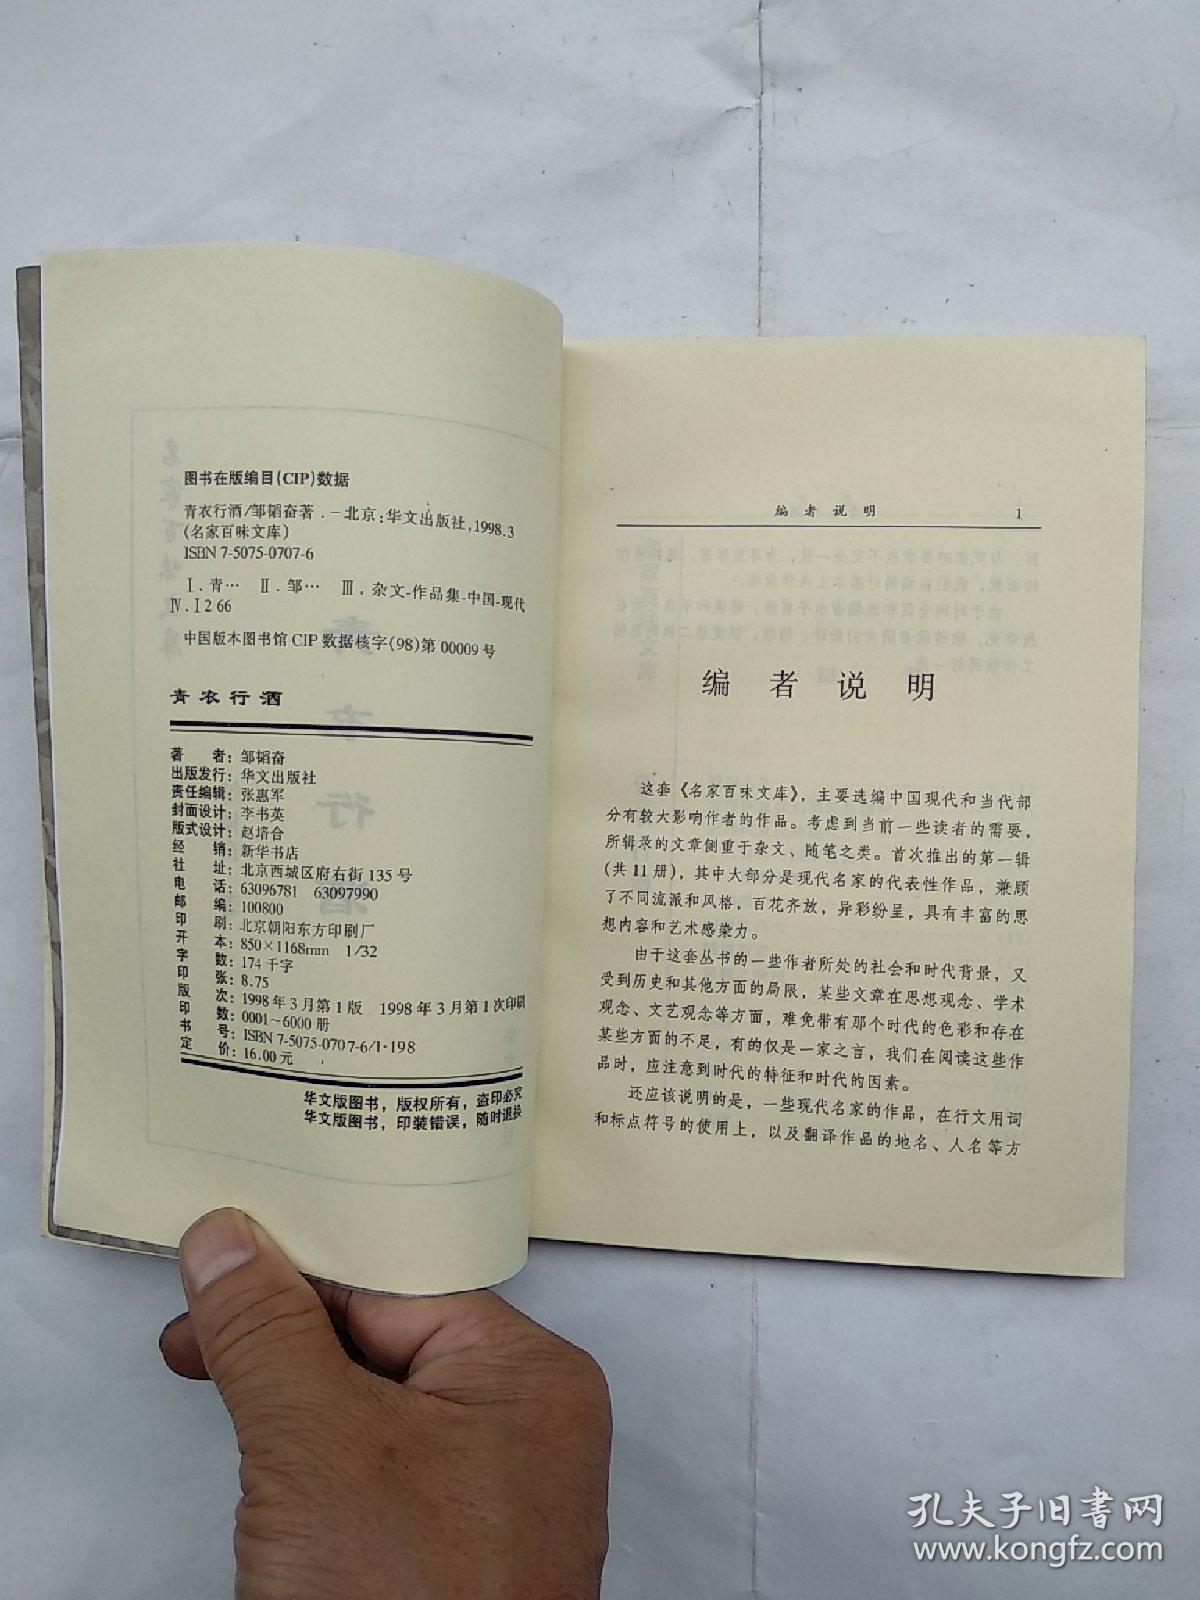 图书在版编目(CIP)数据
青衣行酒/邹韬奋著.－北京:华文出版社,1998.3
(名家百味文库)
ISBN 7-5075-0707-6
Ⅰ.青… Ⅱ.邹… Ⅲ.杂文-作品集-中国-现代
Ⅳ.I266
中国版本图书馆CIP数据核字(98)第00009号
青衣行酒
著 者: 邹韬奋
出版发行: 华文出版社
责任编辑: 张惠军
封面设计: 李书英
版式设计: 赵培合
经 销: 新华书店
社 址: 北京西城区府右街135号
电 话: 63096781 63097990
邮 编: 100800
印 刷: 北京朝阳东方印刷厂
开 本: 850×1168mm 1/32
字 数: 174千字
印 张: 8.75
版 次: 1998年3月第1版 1998年3月第1次印刷
印 数: 0001～6000册
书 号: ISBN 7-5075-0707-6/I·198
定 价: 16.00元
华文版图书，版权所有，盗印必究
华文版图书，印装错误，随时退换
编者说明 1
编者说明
这套《名家百味文库》，主要选编中国现代和当代部
分有较大影响作者的作品。考虑到当前一些读者的需要，
所辑录的文章侧重于杂文、随笔之类。首次推出的第一辑
(共11册)，其中大部分是现代名家的代表性作品，兼顾
了不同流派和风格，百花齐放，异彩纷呈，具有丰富的思
想内容和艺术感染力。
由于这套丛书的一些作者所处的社会和时代背景，又
受到历史和其他方面的局限，某些文章在思想观念、学术
观念、文艺观念等方面，难免带有那个时代的色彩和存在
某些方面的不足，有的仅是一家之言，我们在阅读这些作
品时，应注意到时代的特征和时代的因素。
还应该说明的是，一些现代名家的作品，在行文用词
和标点符号的使用上，以及翻译作品的地名、人名等方
孔夫子旧书网
www.kongfz.com